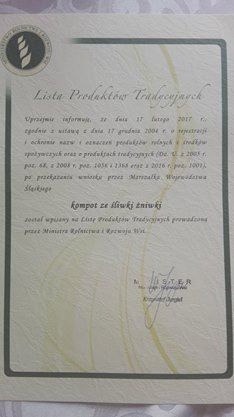 Lista Produktów Tradycyjnych
Uprzejmie informuję, że dnia 17 lutego 2017 r.,
zgodnie z ustawą z dnia 17 grudnia 2004 r. o rejestracji
i ochronie nazw i oznaczeń produktów rolnych i środków
spożywczych oraz o produktach tradycyjnych (Dz. U. z 2005 r.
poz. 68, z 2008 r. poz. 1056 i 1368 oraz z 2016 r. poz. 1001),
po przekazaniu wniosku przez Marszałka Województwa
Śląskiego
kompot ze śliwki żniwki
został wpisany na Listę Produktów Tradycyjnych prowadzoną
przez Ministra Rolnictwa i Rozwoju Wsi.
MINISTER
Krzysztof Jurgiel